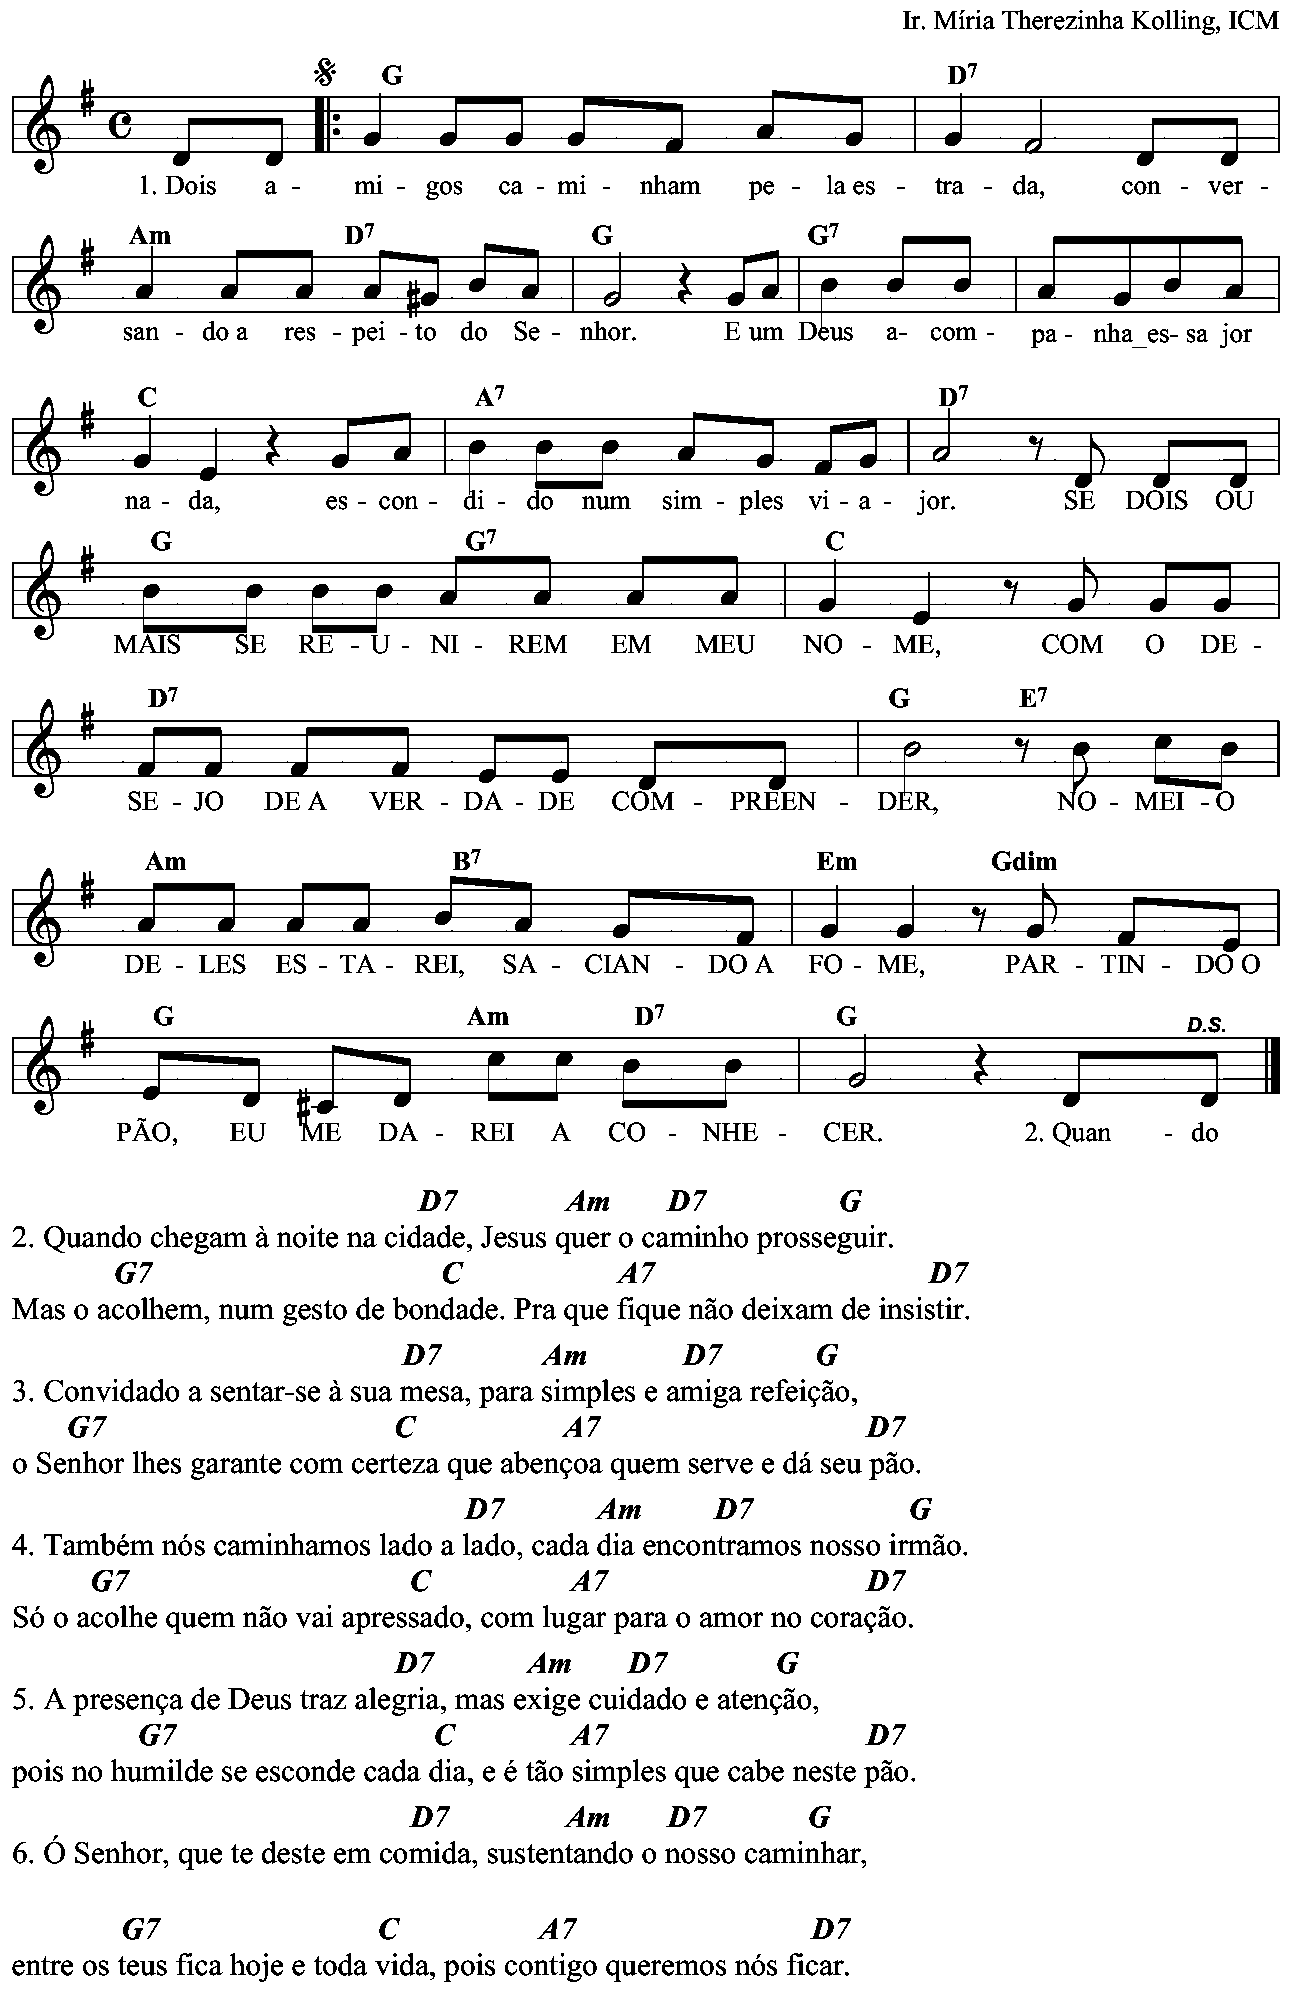 Ir. Míria Therezinha Kolling, ICM
G D7
1. Dois a - mi - gos ca - mi - nham pe - la es - tra - da, con - ver -
Am D7 G G7
san - do a res - pei - to do Se - nhor. E um Deus a- com - pa - nha_es- sa jor
C A7 D7
na - da, es - con - di - do num sim - ples vi - a - jor. SE DOIS OU
G G7 C
MAIS SE RE - U - NI - REM EM MEU NO - ME, COM O DE -
D7 G E7
SE - JO DE A VER - DA - DE COM - PREEN - DER, NO - MEI - O
Am B7 Em Gdim
DE - LES ES - TA - REI, SA - CIAN - DO A FO - ME, PAR - TIN - DO O
G Am D7 G D.S.
PÃO, EU ME DA - REI A CO - NHE - CER. 2. Quan - do
D7 Am D7 G
2. Quando chegam à noite na cidade, Jesus quer o caminho prosseguir.
G7 C A7 D7
Mas o acolhem, num gesto de bondade. Pra que fique não deixam de insistir.
D7 Am D7 G
3. Convidado a sentar-se à sua mesa, para simples e amiga refeição,
G7 C A7 D7
o Senhor lhes garante com certeza que abençoa quem serve e dá seu pão.
D7 Am D7 G
4. Também nós caminhamos lado a lado, cada dia encontramos nosso irmão.
G7 C A7 D7
Só o acolhe quem não vai apressado, com lugar para o amor no coração.
D7 Am D7 G
5. A presença de Deus traz alegria, mas exige cuidado e atenção,
G7 C A7 D7
pois no humilde se esconde cada dia, e é tão simples que cabe neste pão.
D7 Am D7 G
6. Ó Senhor, que te deste em comida, sustentando o nosso caminhar,
G7 C A7 D7
entre os teus fica hoje e toda vida, pois contigo queremos nós ficar.